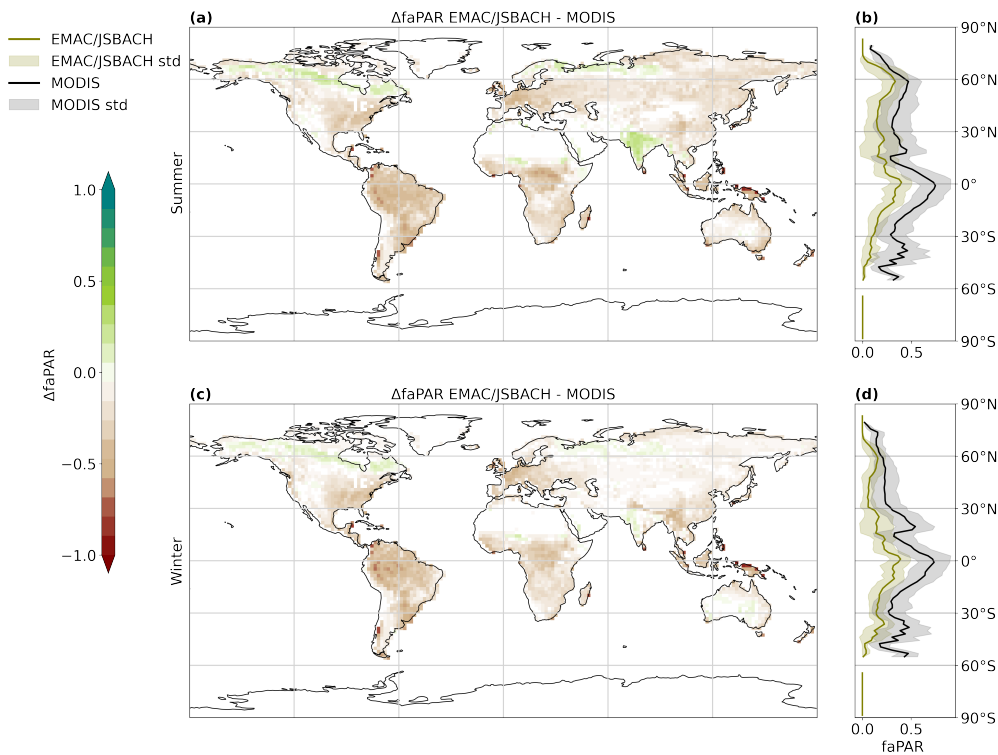 (a)
ΔfaPAR EMAC/JSBACH - MODIS
(b)
90°N
EMAC/JSBACH
EMAC/JSBACH std
MODIS
MODIS std
60°N
30°N
0°
30°S
60°S
90°S
0.0
0.5
Summer
1.0
0.5
0.0
−0.5
−1.0
ΔfaPAR
(c)
ΔfaPAR EMAC/JSBACH - MODIS
(d)
90°N
60°N
30°N
0°
30°S
60°S
90°S
0.0
0.5
faPAR
Winter